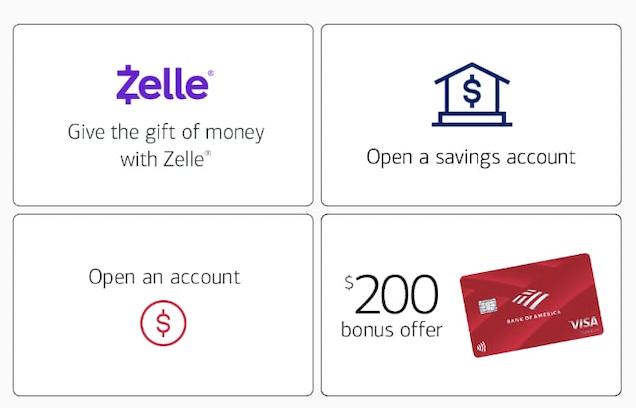 Zelle®
Give the gift of money
with Zelle®
$
Open a savings account
Open an account
$
$200
bonus offer
BANK OF AMERICA
VISA